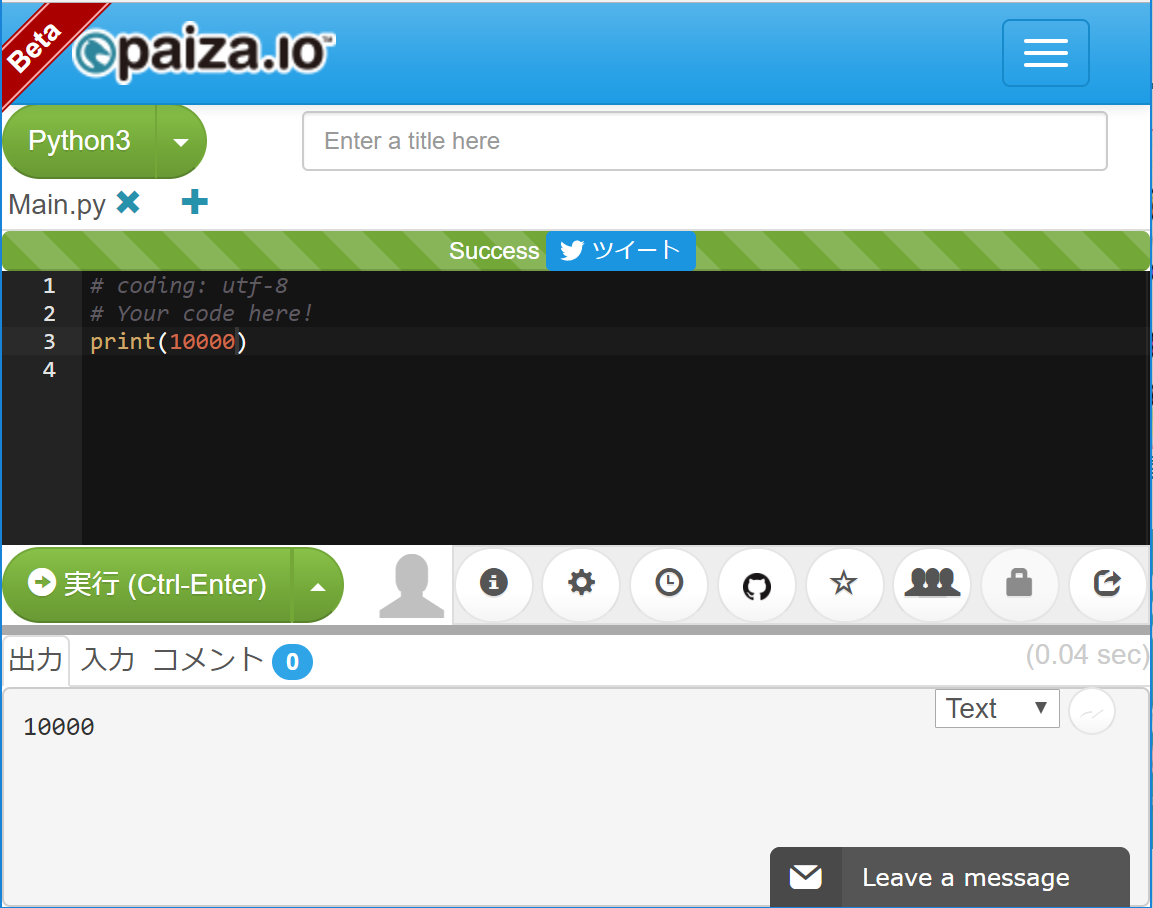 Beta
paiza.IO™
Python3
Enter a title here
Main.py
Success ツイート
1 # coding: utf-8
2 # Your code here!
3 print(10000)
4
実行 (Ctrl-Enter)
出力 入力 コメント 0 (0.04 sec)
Text
10000
Leave a message